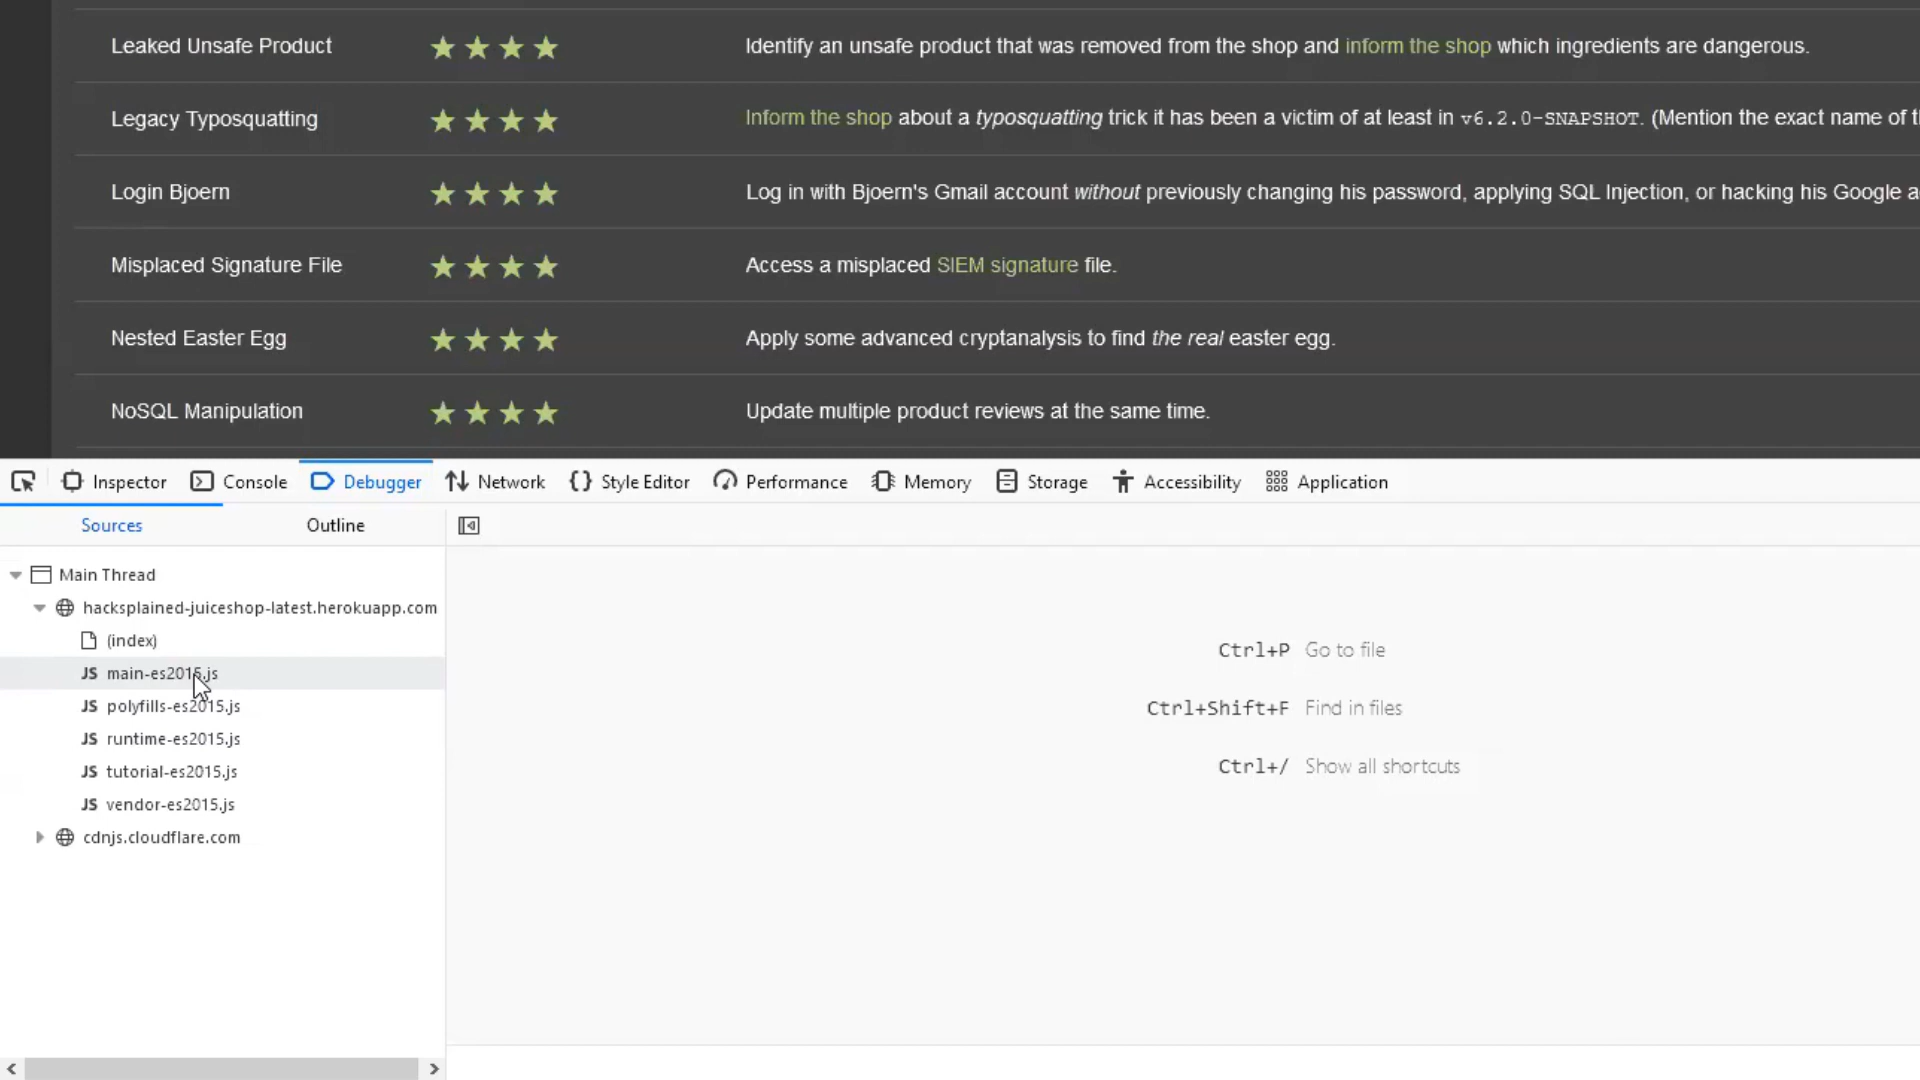 Leaked Unsafe Product Identify an unsafe product that was removed from the shop and inform the shop which ingredients are dangerous.
Legacy Typosquatting Inform the shop about a typosquatting trick it has been a victim of at least in v6.2.0-SNAPSHOT. (Mention the exact name of
Login Bjoern Log in with Bjoern's Gmail account without previously changing his password, applying SQL Injection, or hacking his Google
Misplaced Signature File Access a misplaced SIEM signature file.
Nested Easter Egg Apply some advanced cryptanalysis to find the real easter egg.
NoSQL Manipulation Update multiple product reviews at the same time.
Inspector Console Debugger Network Style Editor Performance Memory Storage Accessibility Application
Sources Outline
Main Thread
hacksplained-juiceshop-latest.herokuapp.com
(index)
JS main-es2015.js
JS polyfills-es2015.js
JS runtime-es2015.js
JS tutorial-es2015.js
JS vendor-es2015.js
cdnjs.cloudflare.com
Ctrl+P Go to file
Ctrl+Shift+F Find in files
Ctrl+/ Show all shortcuts